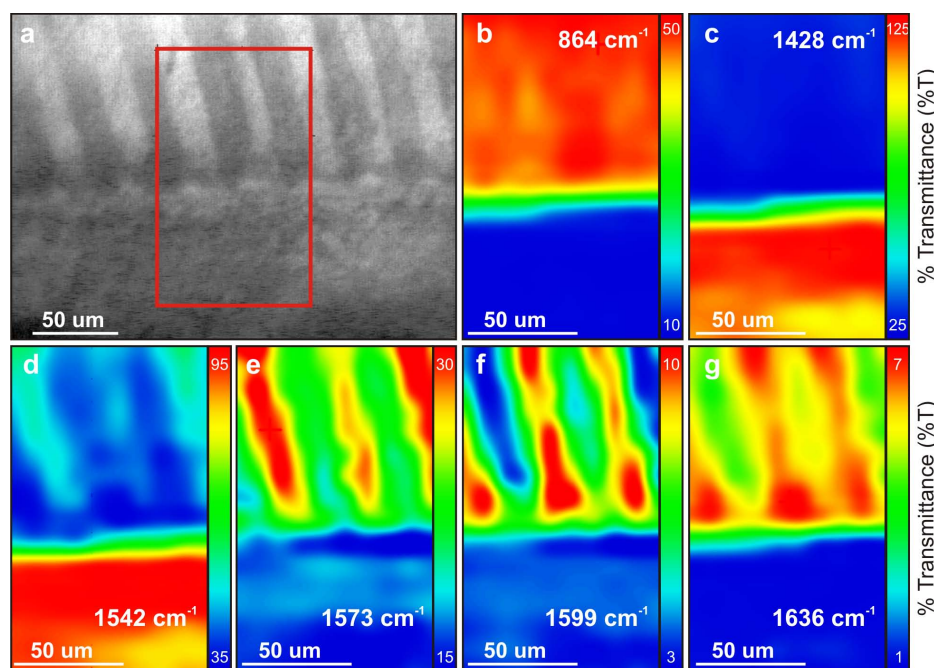 a
50 um
b
864 cm⁻¹
50
10
50 um
c
1428 cm⁻¹
125
25
50 um
% Transmittance (%T)
d
95
1542 cm⁻¹
35
50 um
e
30
1573 cm⁻¹
15
50 um
f
10
1599 cm⁻¹
3
50 um
g
7
1636 cm⁻¹
1
50 um
% Transmittance (%T)